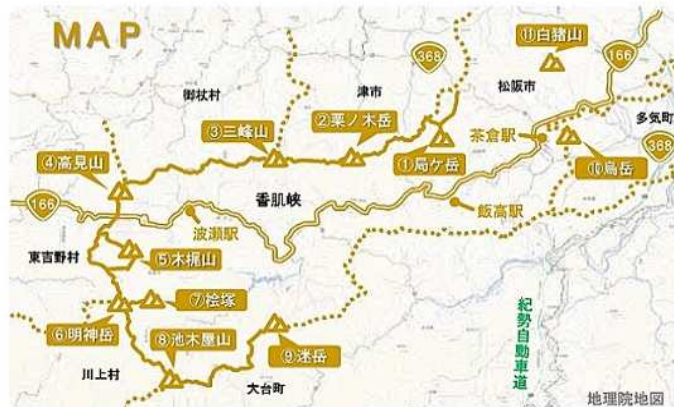 MAP
368
⑪白猪山
166
御杖村
津市
松阪市
②栗ノ木岳
多気町
③三峰山
茶倉駅
368
④高見山
①局ケ岳
⑩烏岳
166
香肌峡
飯高駅
波瀬駅
東吉野村
⑤木梶山
⑦桧塚
⑥明神岳
⑧池木屋山
⑨迷岳
紀勢自動車道
川上村
大台町
地理院地図